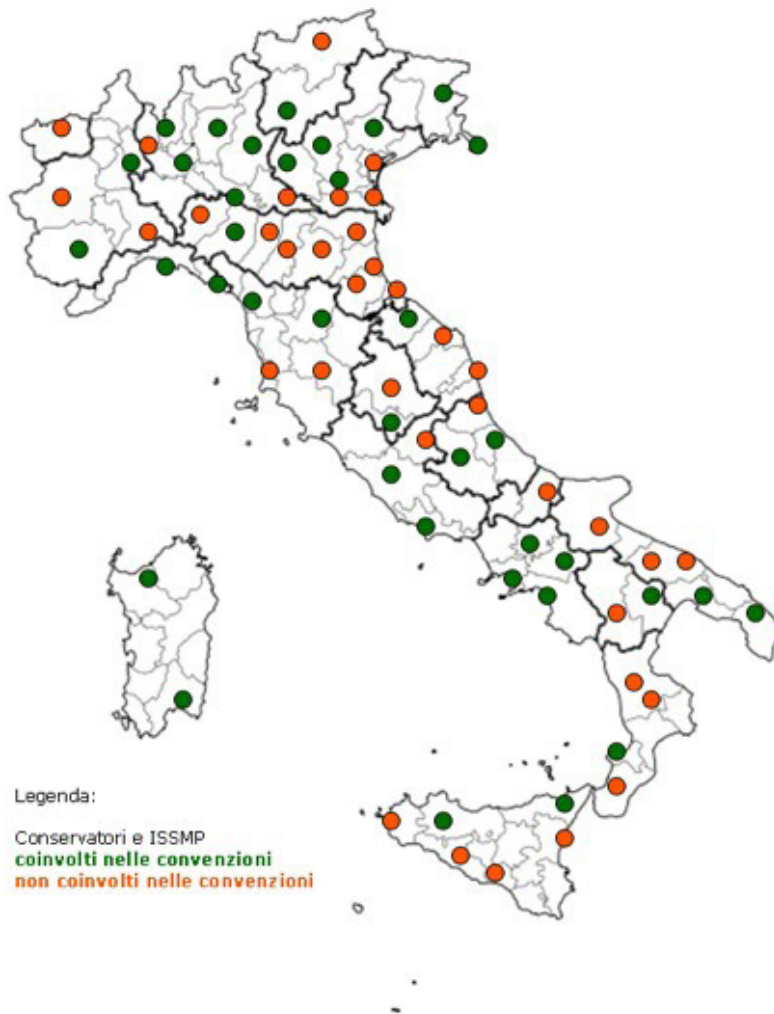 Legenda:
Conservatori e ISSMP
coinvolti nelle convenzioni
non coinvolti nelle convenzioni